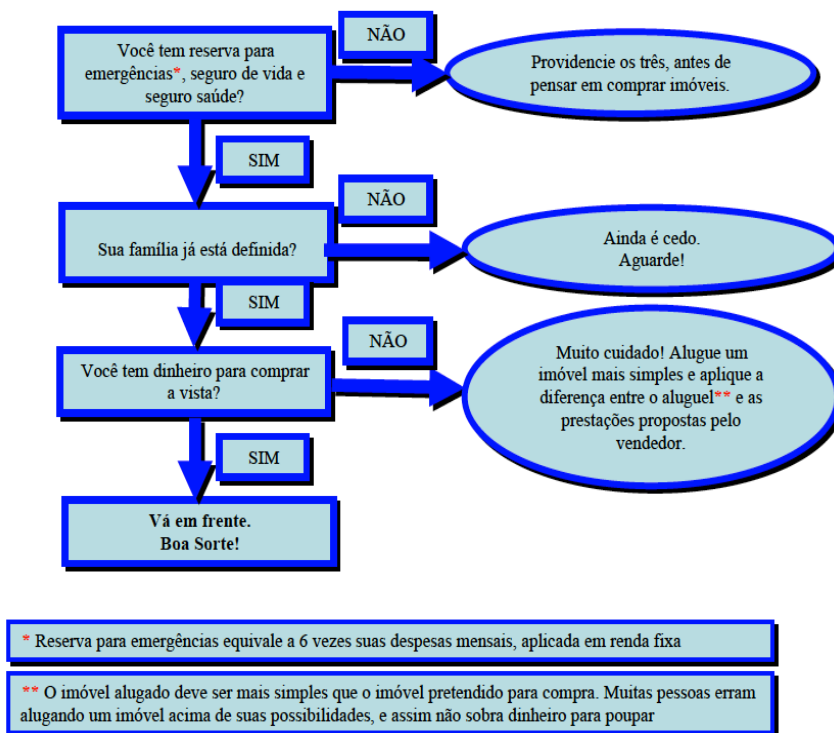 Você tem reserva para
emergências*, seguro de vida e
seguro saúde?
NÃO
Providencie os três, antes de
pensar em comprar imóveis.
SIM
Sua família já está definida?
NÃO
Ainda é cedo.
Aguarde!
SIM
Você tem dinheiro para comprar
a vista?
NÃO
Muito cuidado! Alugue um
imóvel mais simples e aplique a
diferença entre o aluguel** e as
prestações propostas pelo
vendedor.
SIM
Vá em frente.
Boa Sorte!
* Reserva para emergências equivale a 6 vezes suas despesas mensais, aplicada em renda fixa
** O imóvel alugado deve ser mais simples que o imóvel pretendido para compra. Muitas pessoas erram
alugando um imóvel acima de suas possibilidades, e assim não sobra dinheiro para poupar